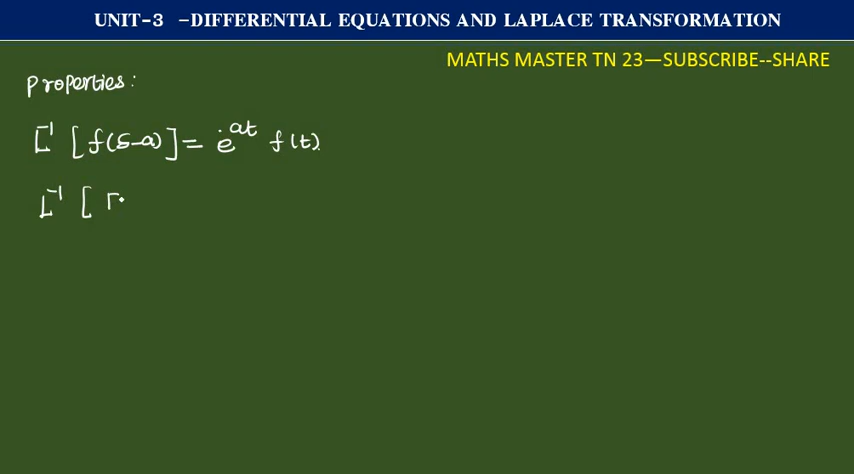 UNIT-3 –DIFFERENTIAL EQUATIONS AND LAPLACE TRANSFORMATION
MATHS MASTER TN 23—SUBSCRIBE--SHARE
Properties:
L⁻¹ [f(s-a)] = e^at f(t).
L⁻¹ [